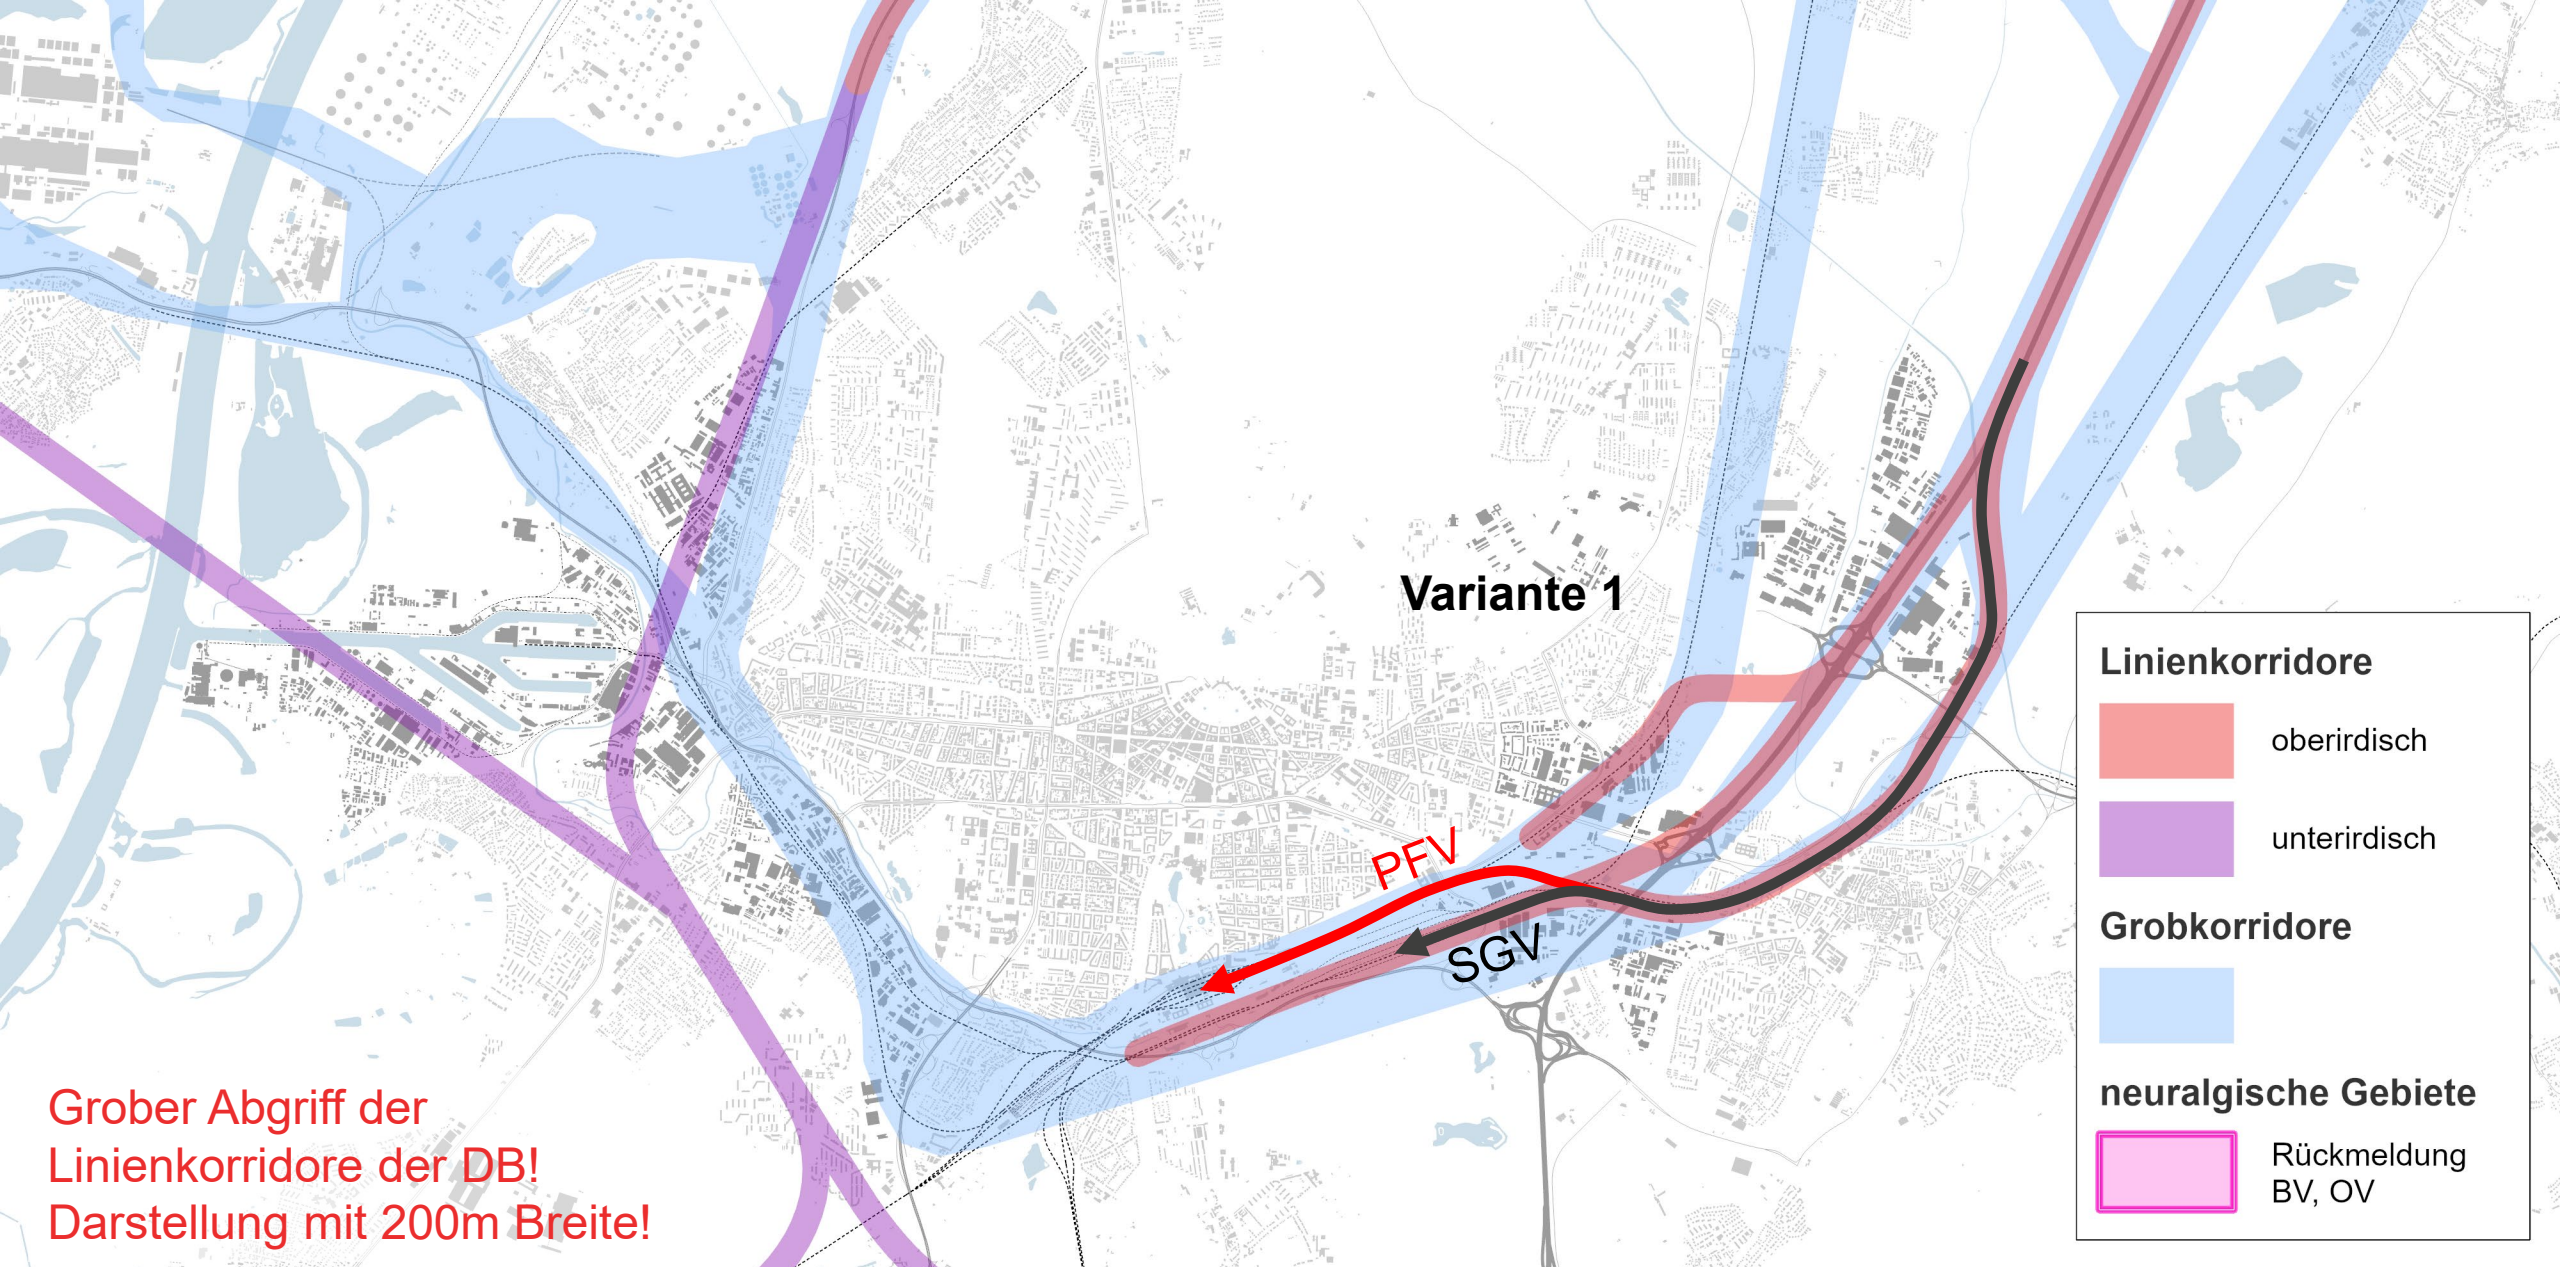 Variante 1
PFV
SGV
Linienkorridore
oberirdisch
unterirdisch
Grobkorridore
neuralgische Gebiete
Rückmeldung
BV, OV
Grober Abgriff der
Linienkorridore der DB!
Darstellung mit 200m Breite!